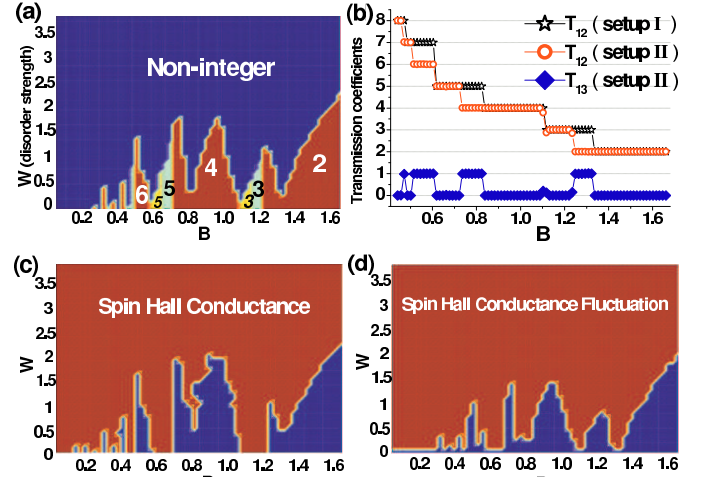 (a)
3.5
3
2.5
2
1.5
1
0.5
0
W (disorder strength)
Non-integer
6
5
5
4
3
3
2
0.2 0.4 0.6 0.8 1.0 1.2 1.4 1.6
B
(b)
8
7
6
5
4
3
2
1
0
Transmission coefficients
T12 ( setup I )
T12 ( setup II )
T13 ( setup II )
0.6 0.8 1.0 1.2 1.4 1.6
B
(c)
3.5
3
2.5
2
1.5
1
0.5
0
W
Spin Hall Conductance
0.2 0.4 0.6 0.8 1.0 1.2 1.4 1.6
(d)
3.5
3
2.5
2
1.5
1
0.5
0
W
Spin Hall Conductance Fluctuation
0.2 0.4 0.6 0.8 1.0 1.2 1.4 1.6